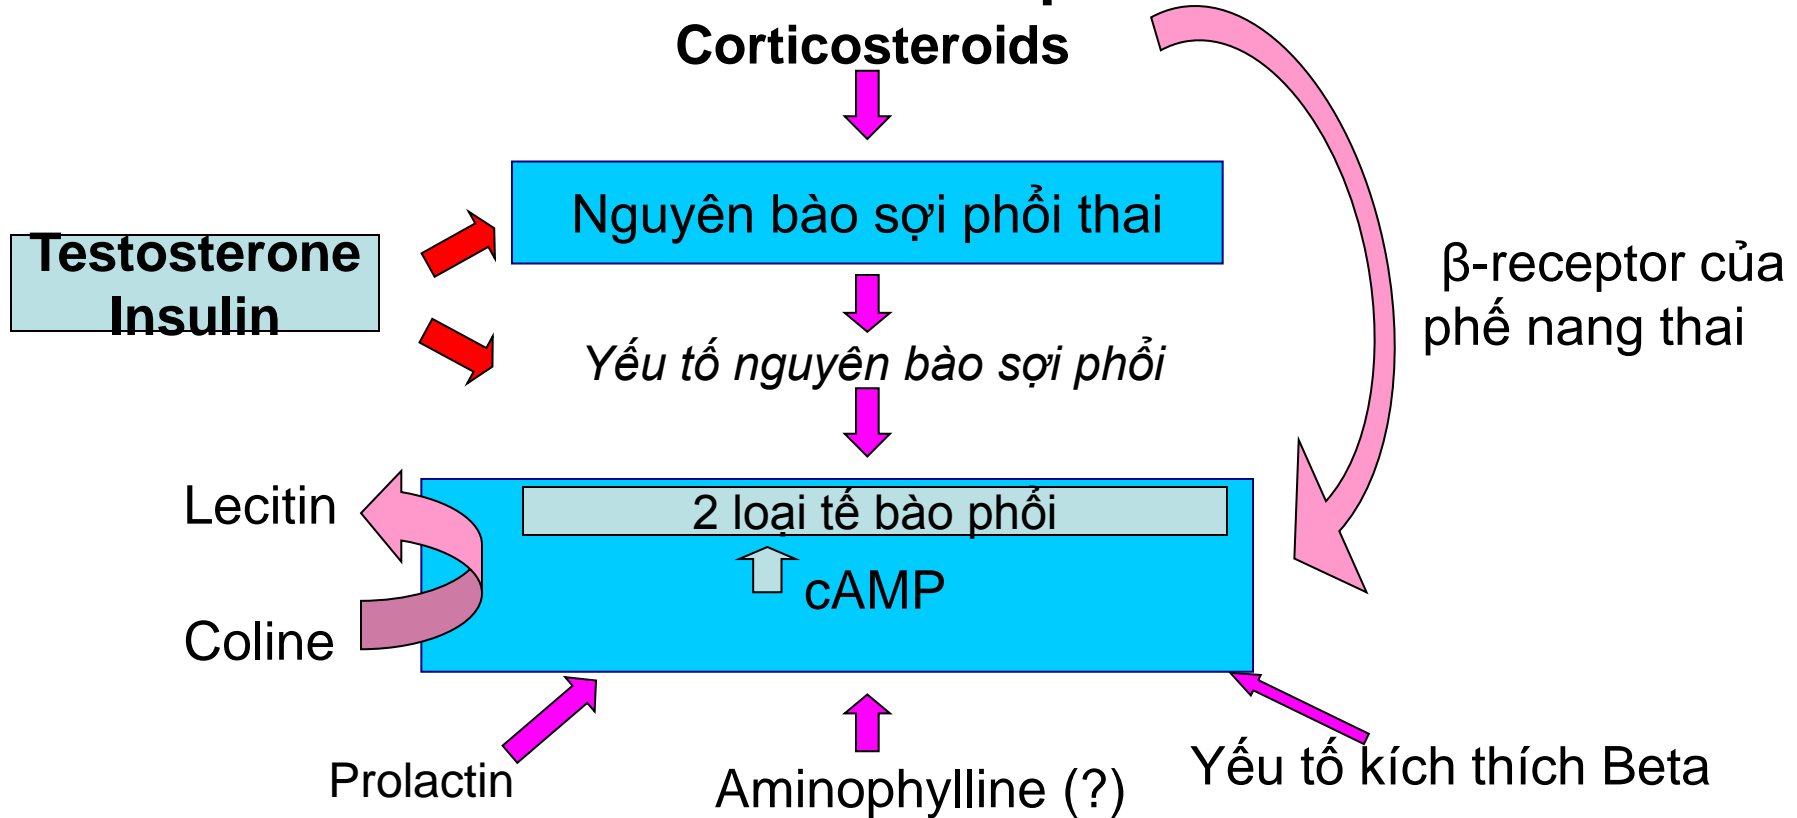 Corticosteroids
Nguyên bào sợi phổi thai
Testosterone
Insulin
β-receptor của
phế nang thai
Yếu tố nguyên bào sợi phổi
Lecitin
2 loại tế bào phổi
cAMP
Coline
Prolactin
Aminophylline (?)
Yếu tố kích thích Beta